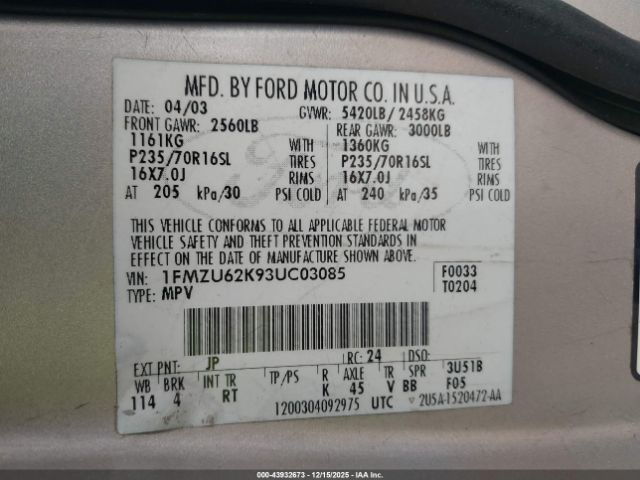 MFD. BY FORD MOTOR CO. IN U.S.A.
DATE: 04/03 GVWR: 5420LB/ 2458KG
FRONT GAWR: 2560LB REAR GAWR: 3000LB
1161KG WITH 1360KG WITH
P235/70R16SL TIRES P235/70R16SL TIRES
16X7.0J RIMS 16X7.0J RIMS
AT 205 kPa/30 PSI COLD AT 240 kPa/35 PSI COLD
THIS VEHICLE CONFORMS TO ALL APPLICABLE FEDERAL MOTOR
VEHICLE SAFETY AND THEFT PREVENTION STANDARDS IN
EFFECT ON THE DATE OF MANUFACTURE SHOWN ABOVE.
VIN: 1FMZU62K93UC03085 F0033
TYPE: MPV T0204
EXT PNT: JP RC: 24 DSO:
WB BRK INT TR TP/PS R AXLE TR SPR 3U51B
114 4 RT K 45 V BB F05
1200304092975 UTC 2U5A-1520472-AA
000-43932673 - 12/15/2025 - IAAI.CA